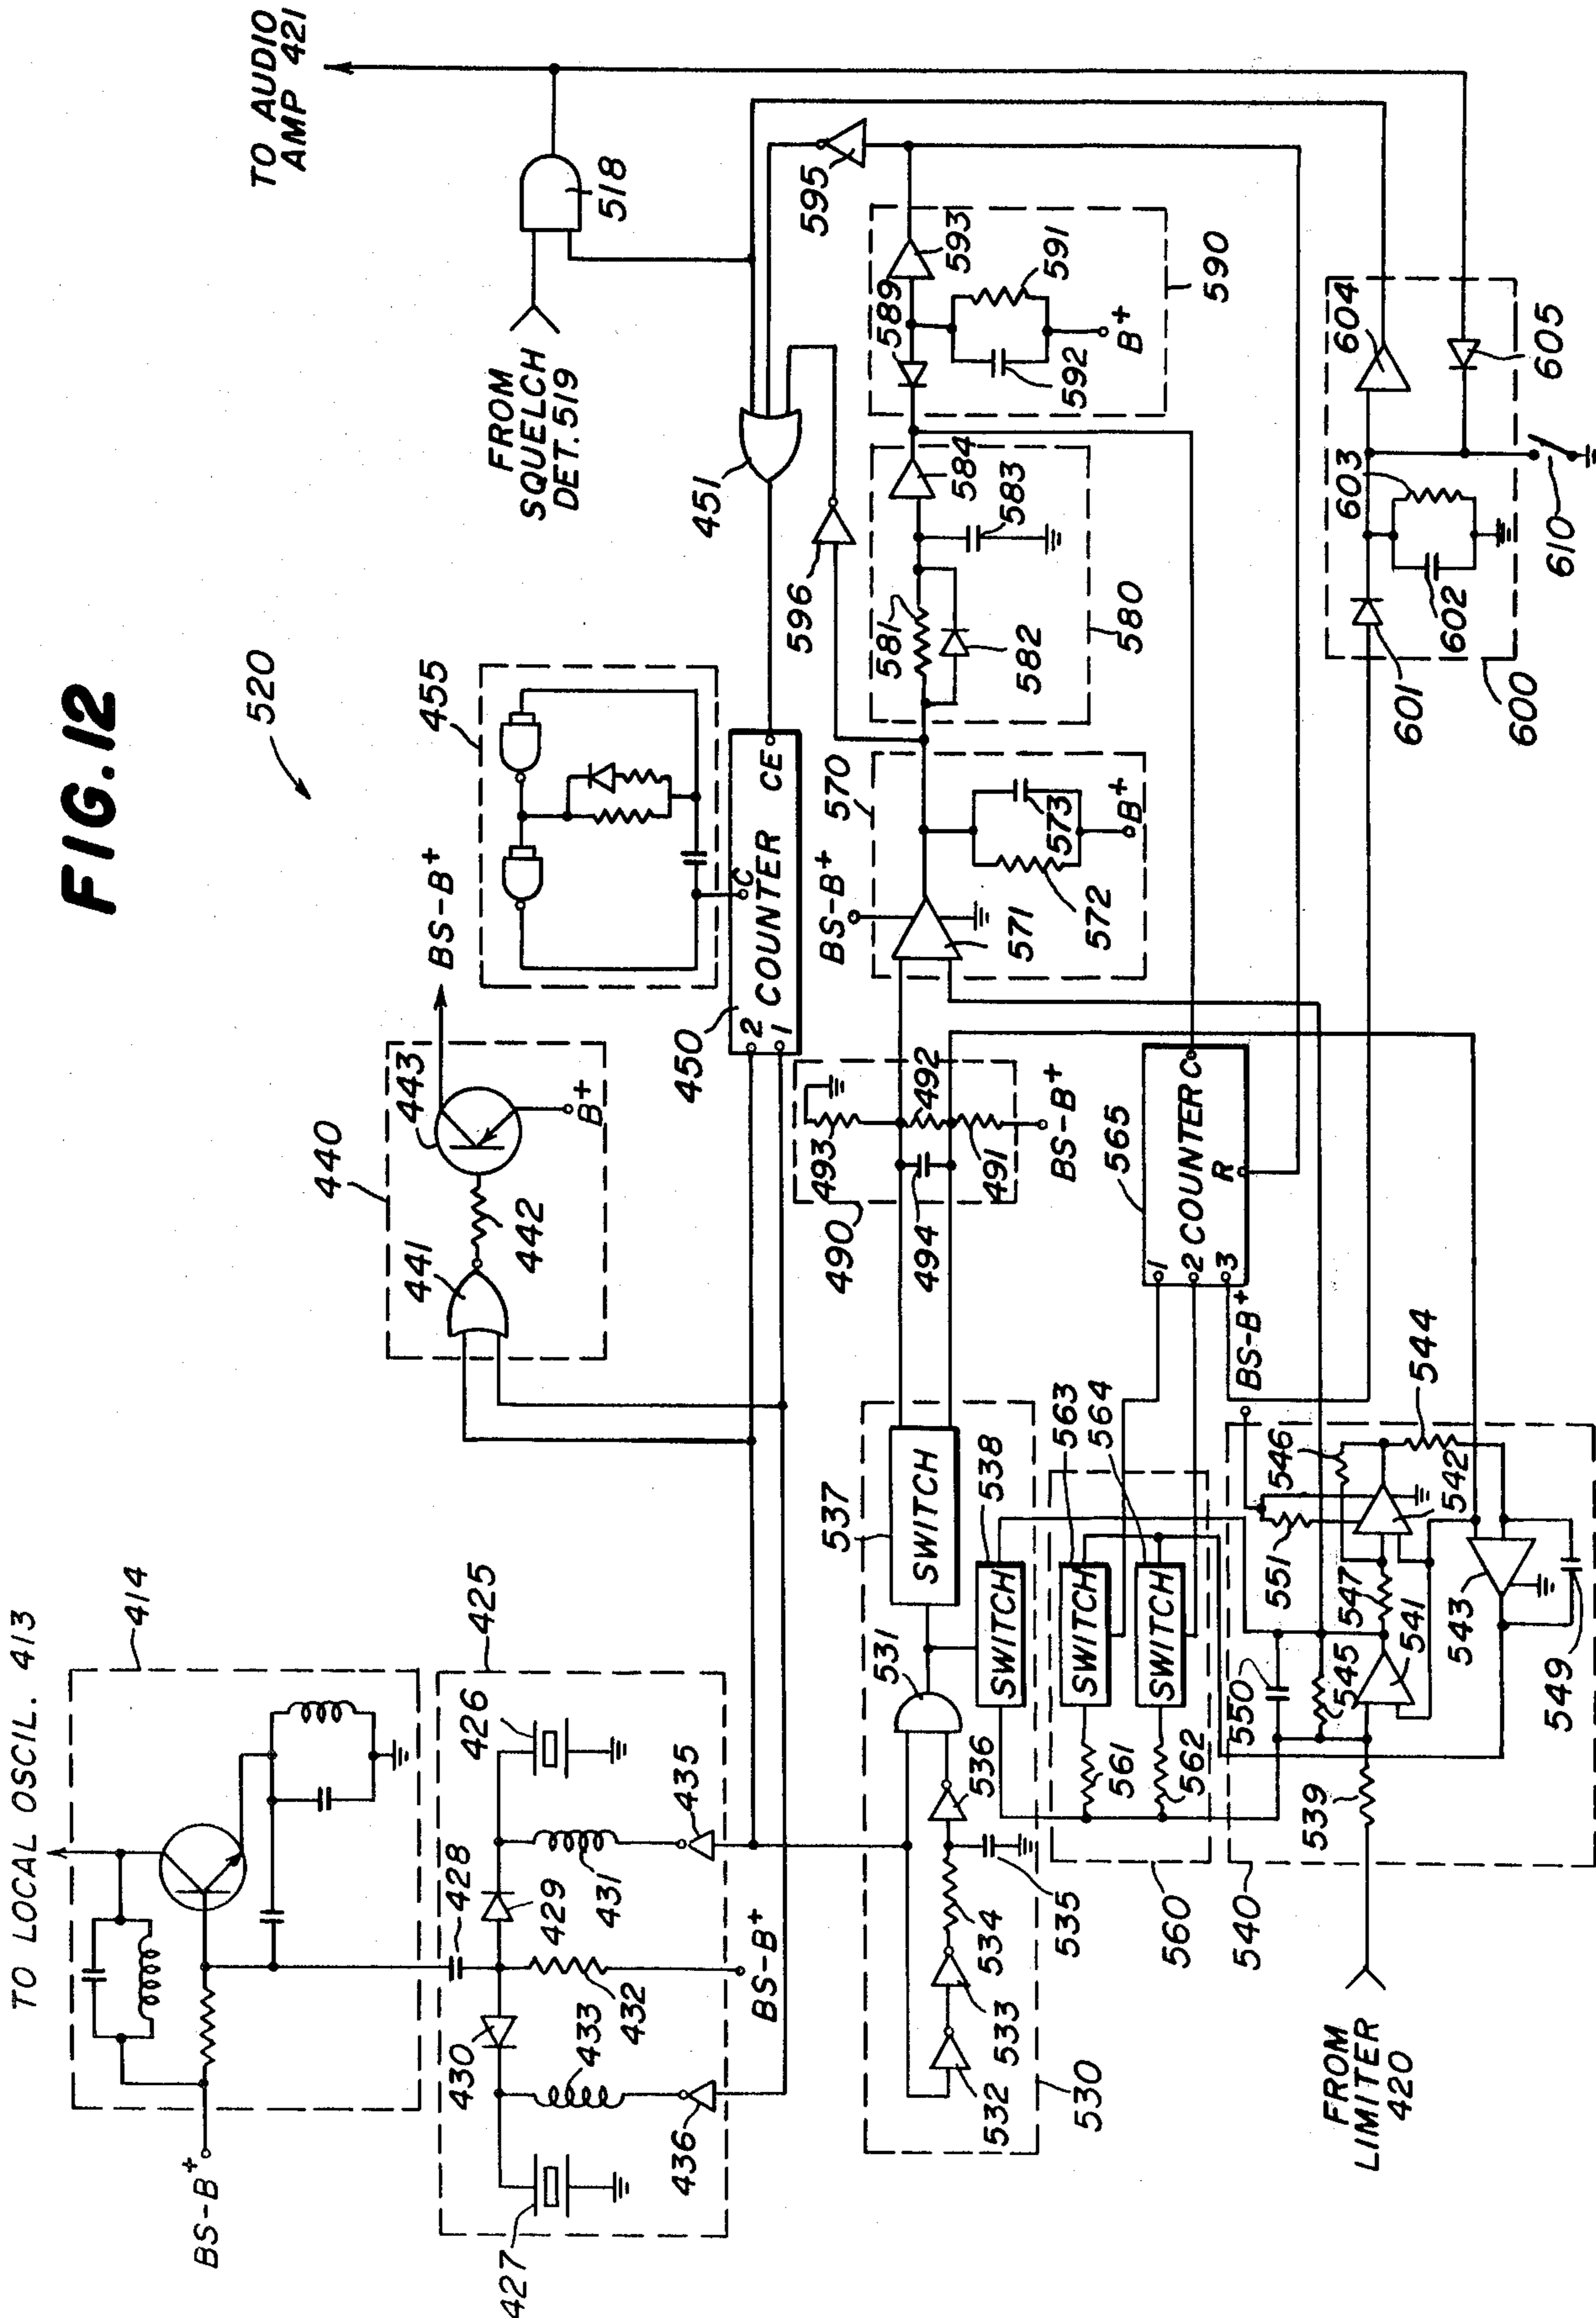 FIG. 12
520
TO LOCAL OSCIL. 413
414
BS-B+
425
426
427
428
429
430
431
432
433
435
436
BS-B+
440
441
442
443
BS-B+
B+
455
450
2
1
C
COUNTER
CE
451
FROM
SQUELCH
DET. 519
518
TO AUDIO
AMP 421
595
596
530
531
532
533
534
535
536
537
SWITCH
538
SWITCH
490
491
492
493
494
BS-B+
570
571
572
573
BS-B+
B+
580
581
582
583
584
589
590
591
592
593
B+
560
561
562
563
564
SWITCH
SWITCH
565
1
2
3
COUNTER
C
R
BS-B+
540
539
541
542
543
544
545
546
547
549
550
551
FROM
LIMITER
420
600
601
602
603
604
605
610